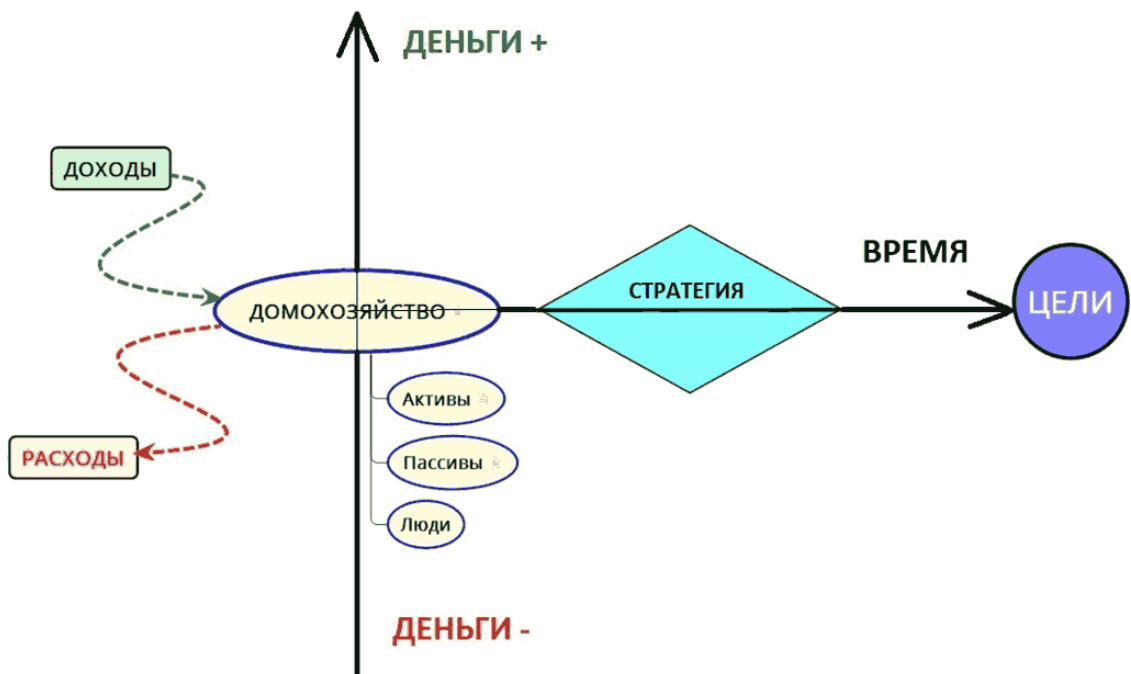 ДЕНЬГИ +
ДОХОДЫ
ВРЕМЯ
СТРАТЕГИЯ
ЦЕЛИ
ДОМОХОЗЯЙСТВО
Активы
РАСХОДЫ
Пассивы
Люди
ДЕНЬГИ -